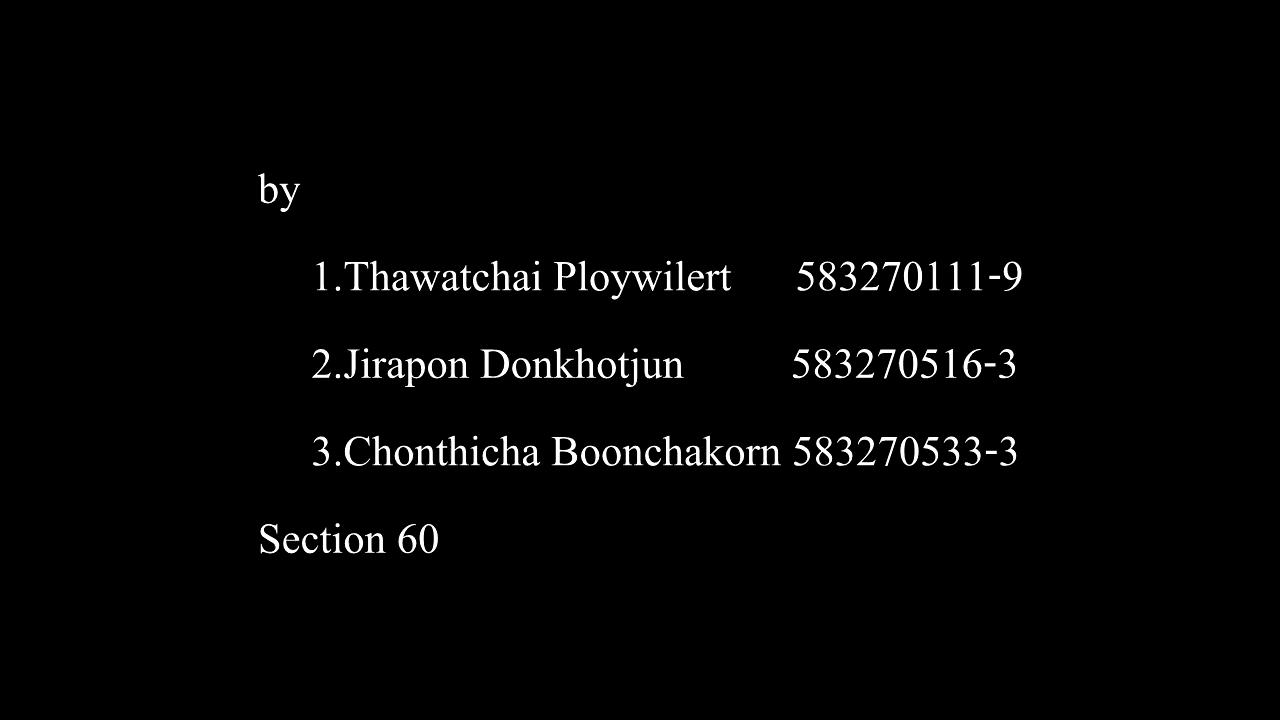 by
1.Thawatchai Ploywilert 583270111-9
2.Jirapon Donkhotjun 583270516-3
3.Chonthicha Boonchakorn 583270533-3
Section 60